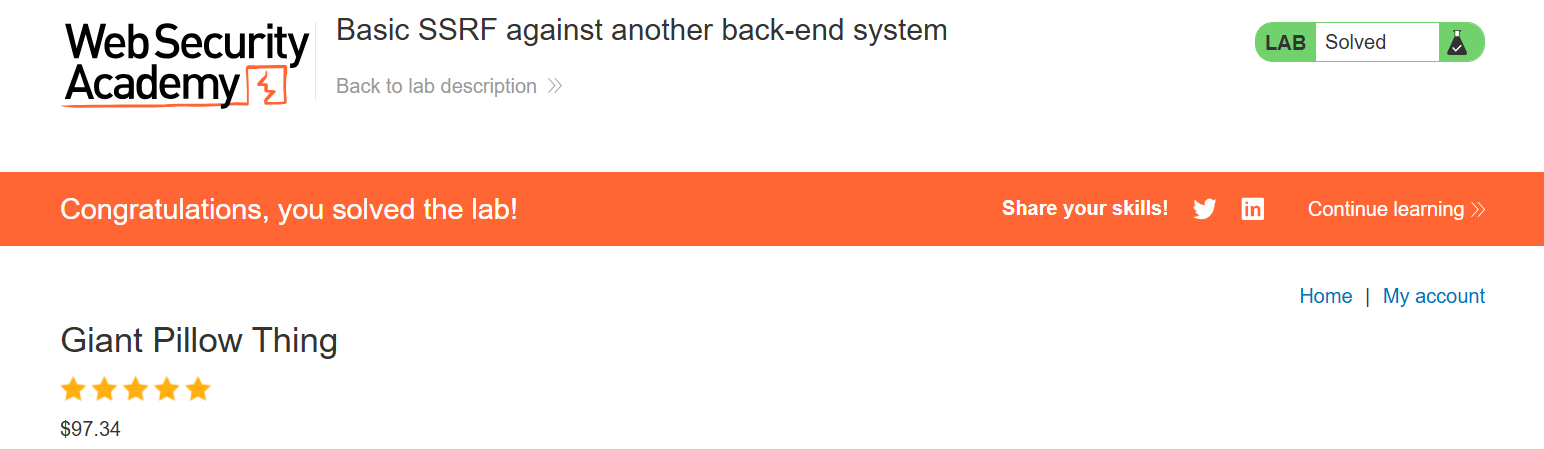 Web Security
Academy
Basic SSRF against another back-end system
Back to lab description
LAB Solved
Congratulations, you solved the lab!
Share your skills!
in
Continue learning
Home | My account
Giant Pillow Thing
$97.34